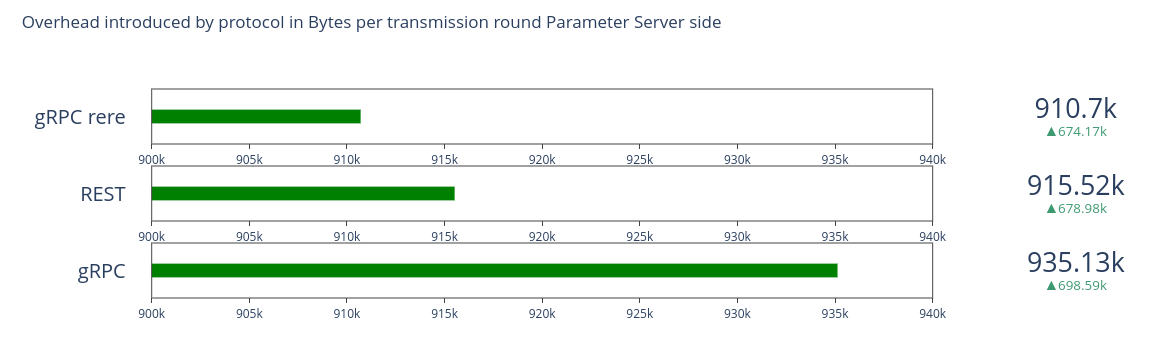 Overhead introduced by protocol in Bytes per transmission round Parameter Server side
gRPC rere
910.7k
▲674.17k
900k 905k 910k 915k 920k 925k 930k 935k 940k
REST
915.52k
▲678.98k
900k 905k 910k 915k 920k 925k 930k 935k 940k
gRPC
935.13k
▲698.59k
900k 905k 910k 915k 920k 925k 930k 935k 940k